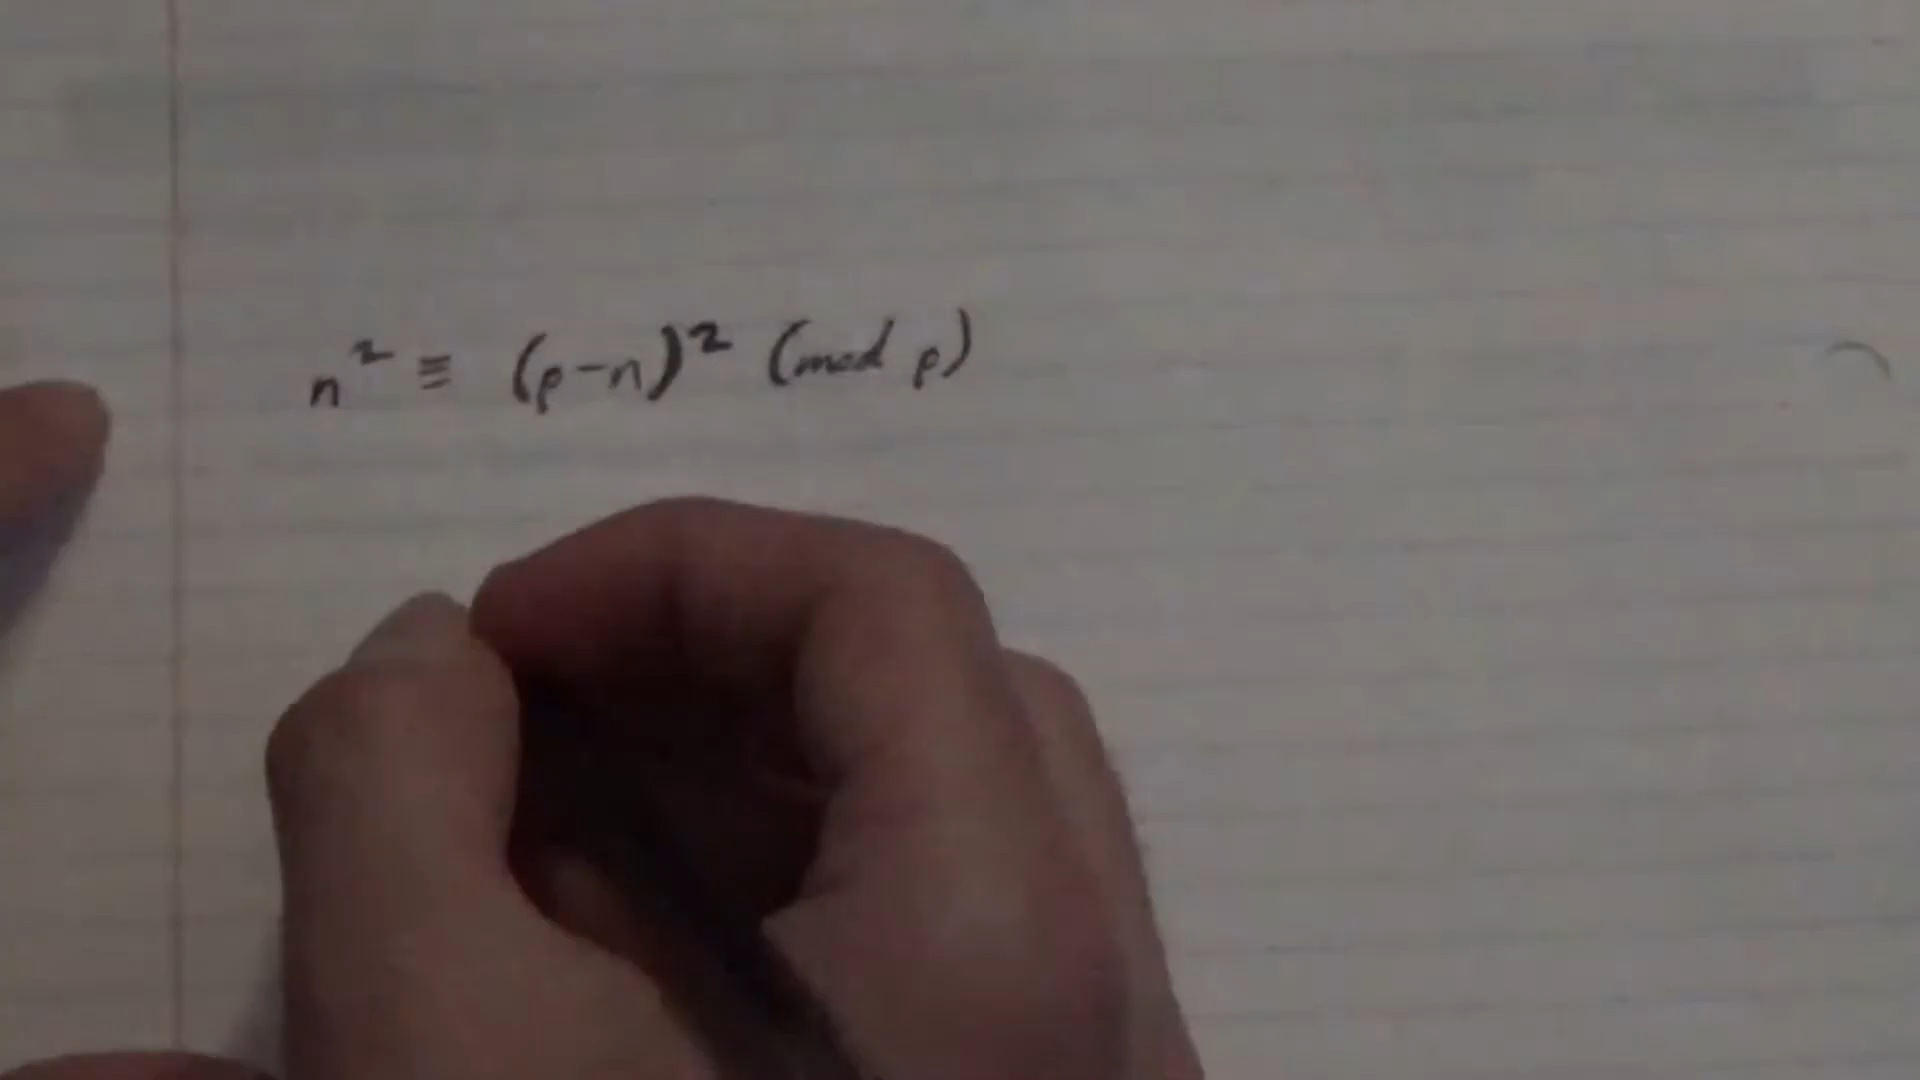 n² ≡ (p-n)² (mod p)